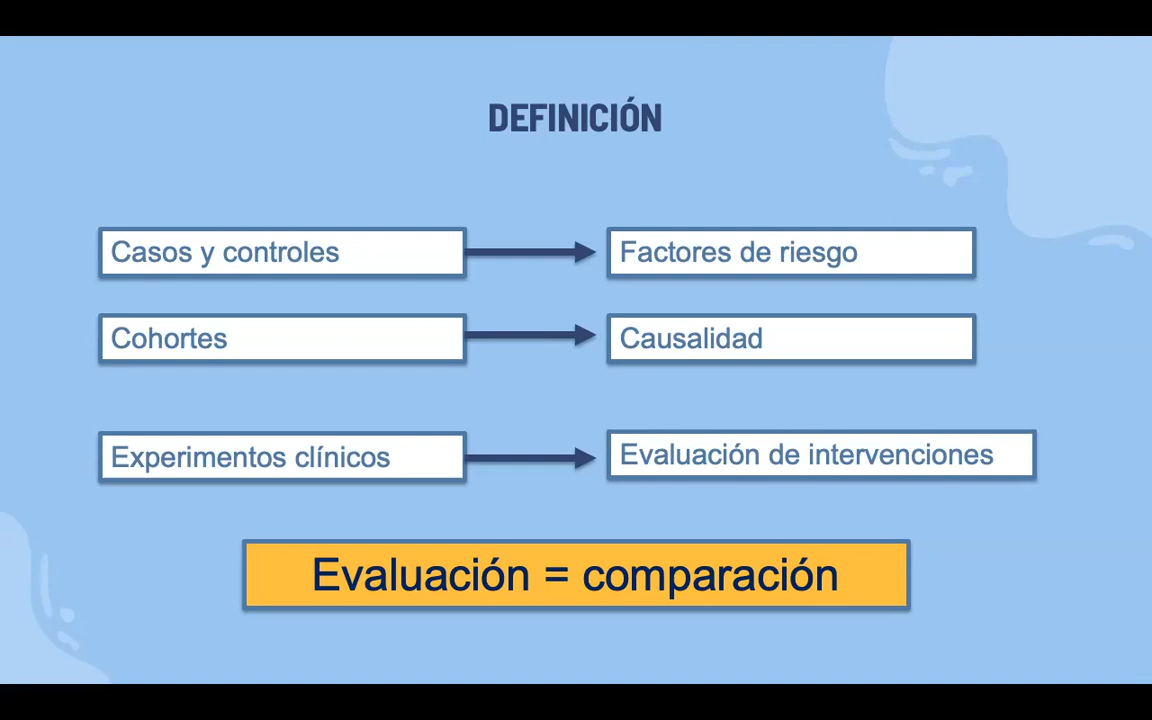 DEFINICIÓN
Casos y controles
Factores de riesgo
Cohortes
Causalidad
Experimentos clínicos
Evaluación de intervenciones
Evaluación = comparación